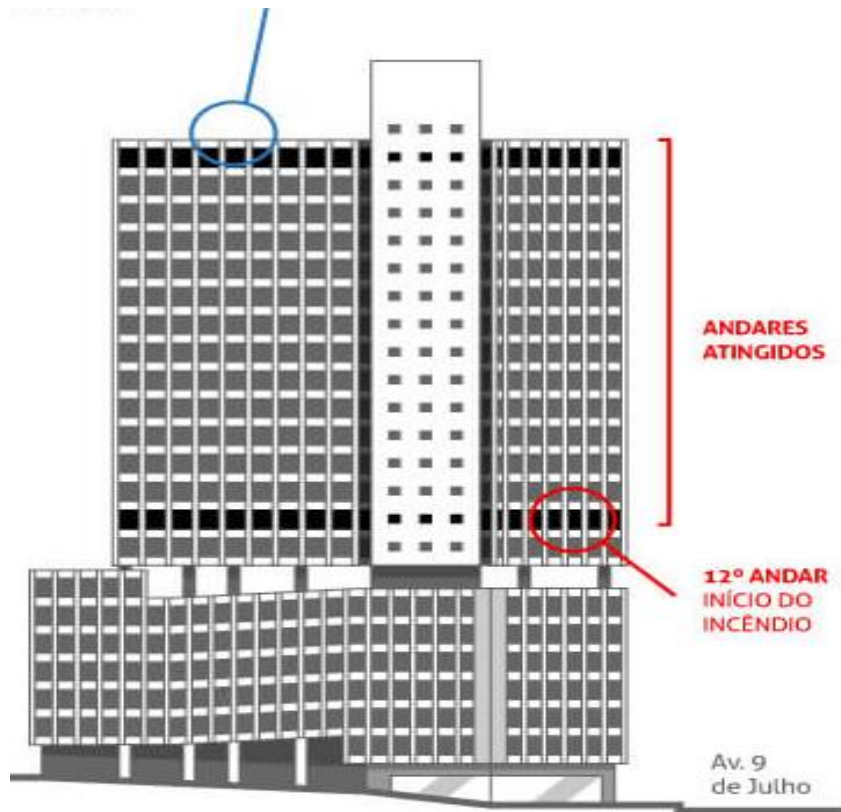 ANDARES
ATINGIDOS
12º ANDAR
INÍCIO DO
INCÊNDIO
Av. 9
de Julho